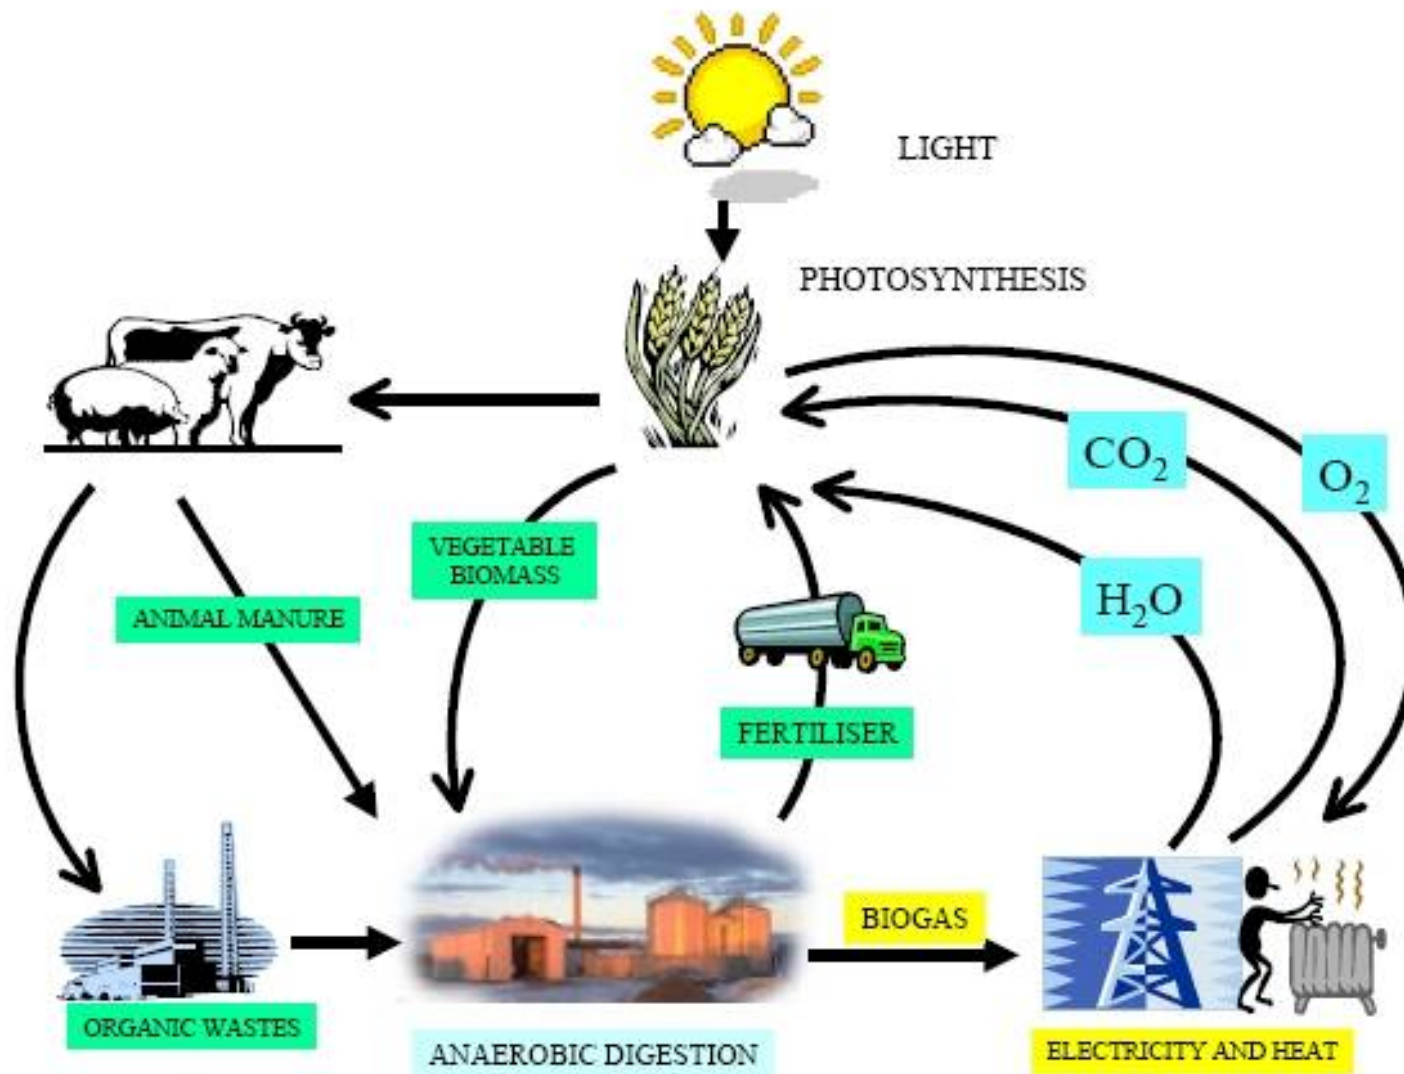 LIGHT
PHOTOSYNTHESIS
CO₂
O₂
VEGETABLE
BIOMASS
H₂O
ANIMAL MANURE
FERTILISER
BIOGAS
ORGANIC WASTES
ANAEROBIC DIGESTION
ELECTRICITY AND HEAT